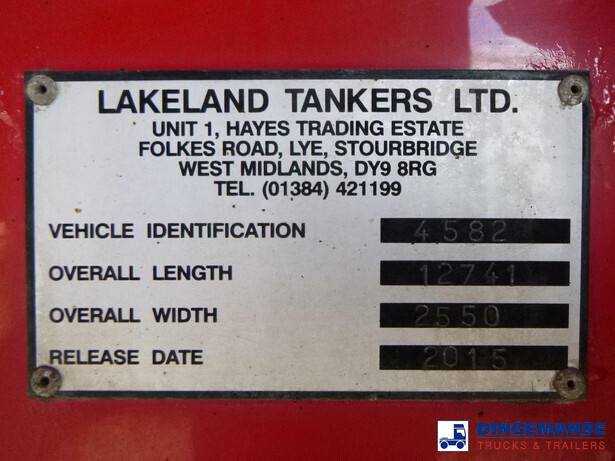 LAKELAND TANKERS LTD.
UNIT 1, HAYES TRADING ESTATE
FOLKES ROAD, LYE, STOURBRIDGE
WEST MIDLANDS, DY9 8RG
TEL. (01384) 421199
VEHICLE IDENTIFICATION 4582
OVERALL LENGTH 12741
OVERALL WIDTH 2550
RELEASE DATE 2015
DINGEMANSE
TRUCKS & TRAILERS